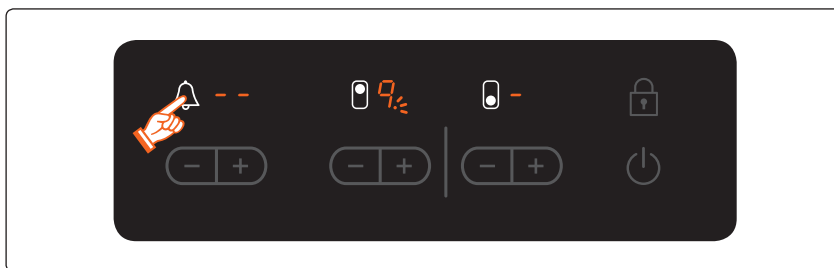 -- 9. -
- + - + - +